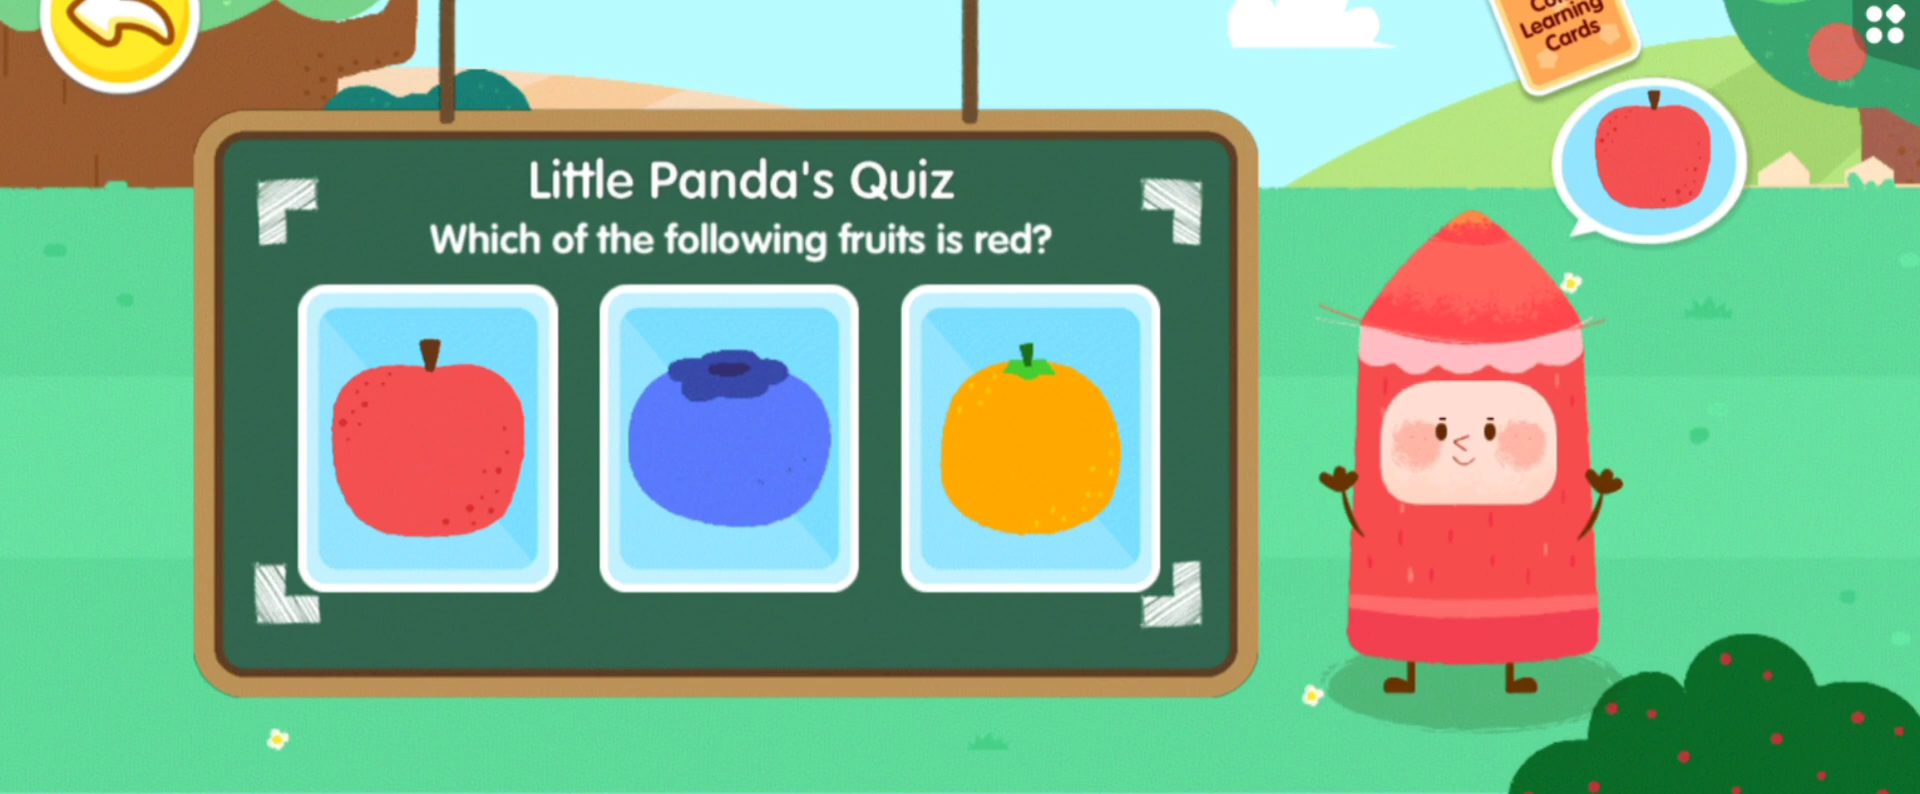 Little Panda's Quiz
Which of the following fruits is red?
Learning
Cards